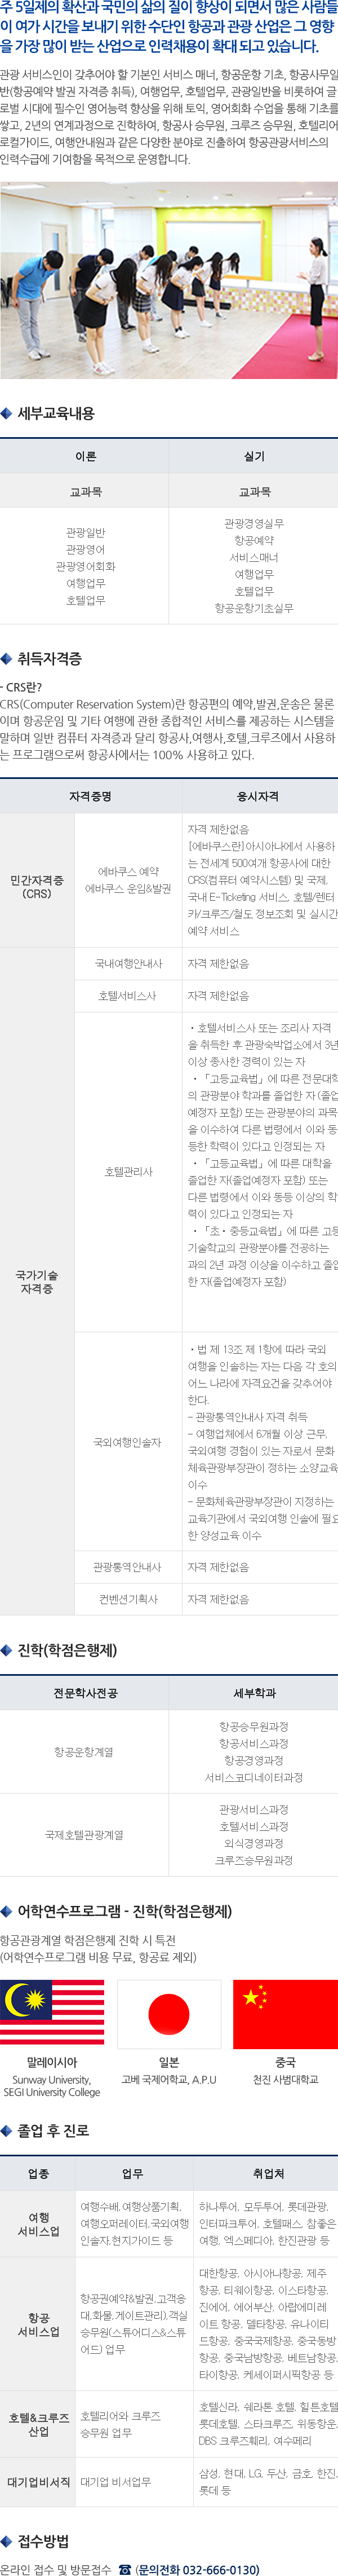 주 5일제의 확산과 국민의 삶의 질이 향상이 되면서 많은 사람들
이 여가 시간을 보내기 위한 수단인 항공과 관광 산업은 그 영향
을 가장 많이 받는 산업으로 인력채용이 확대 되고 있습니다.
관광 서비스인이 갖추어야 할 기본인 서비스 매너, 항공운항 기초, 항공사무일
반(항공예약 발권 자격증 취득), 여행업무, 호텔업무, 관광일반을 비롯하여 글
로벌 시대에 필수인 영어능력 향상을 위해 토익, 영어회화 수업을 통해 기초를
쌓고, 2년의 연계과정으로 진학하여, 항공사 승무원, 크루즈 승무원, 호텔리어
로컬가이드, 여행안내원과 같은 다양한 분야로 진출하여 항공관광서비스의
인력수급에 기여함을 목적으로 운영합니다.
세부교육내용
이론 실기
교과목 교과목
관광일반
관광영어
관광영어회화
여행업무
호텔업무
관광경영실무
항공예약
서비스매너
여행업무
호텔업무
항공운항기초실무
취득자격증
- CRS란?
CRS(Computer Reservation System)란 항공편의 예약,발권,운송은 물론
이며 항공운임 및 기타 여행에 관한 종합적인 서비스를 제공하는 시스템을
말하며 일반 컴퓨터 자격증과 달리 항공사,여행사,호텔,크루즈에서 사용하
는 프로그램으로써 항공사에서는 100% 사용하고 있다.
자격증명 응시자격
민간자격증
(CRS)
에바쿠스 예약
에바쿠스 운임&발권
자격 제한없음
[에바쿠스란]아시아나에서 사용하
는 전세계 500여개 항공사에 대한
CRS(컴퓨터 예약시스템) 및 국제,
국내 E-Ticketing 서비스, 호텔/렌터
카/크루즈/철도 정보조회 및 실시간
예약 서비스
국가기술
자격증
국내여행안내사 자격 제한없음
호텔서비스사 자격 제한없음
호텔관리사
• 호텔서비스사 또는 조리사 자격
을 취득한 후 관광숙박업소에서 3년
이상 종사한 경력이 있는 자
• 「고등교육법」에 따른 전문대학
의 관광분야 학과를 졸업한 자 (졸업
예정자 포함) 또는 관광분야의 과목
을 이수하여 다른 법령에서 이와 동
등한 학력이 있다고 인정되는 자
• 「고등교육법」에 따른 대학을
졸업한 자(졸업예정자 포함) 또는
다른 법령에서 이와 동등 이상의 학
력이 있다고 인정되는 자
• 「초・중등교육법」에 따른 고등
기술학교의 관광분야를 전공하는
과의 2년 과정 이상을 이수하고 졸업
한 자(졸업예정자 포함)
국외여행인솔자
• 법 제 13조 제 1항에 따라 국외
여행을 인솔하는 자는 다음 각 호의
어느 나라에 자격요건을 갖추어야
한다.
- 관광통역안내사 자격 취득
- 여행업체에서 6개월 이상 근무,
국외여행 경험이 있는 자로서 문화
체육관광부장관이 정하는 소양교육
이수
- 문화체육관광부장관이 지정하는
교육기관에서 국외여행 인솔에 필요
한 양성교육 이수
관광통역안내사 자격 제한없음
컨벤션기획사 자격 제한없음
진학(학점은행제)
전문학사전공 세부학과
항공운항계열
항공승무원과정
항공서비스과정
항공경영과정
서비스코디네이터과정
국제호텔관광계열
관광서비스과정
호텔서비스과정
외식경영과정
크루즈승무원과정
어학연수프로그램 - 진학(학점은행제)
항공관광계열 학점은행제 진학 시 특전
(어학연수프로그램 비용 무료, 항공료 제외)
말레이시아
Sunway University,
SEGI University College
일본
고베 국제어학교, A.P.U
중국
천진 사범대학교
졸업 후 진로
업종 업무 취업처
여행
서비스업
여행수배,여행상품기획,
여행오퍼레이터,국외여행
인솔자,현지가이드 등
하나투어, 모두투어, 롯데관광,
인터파크투어, 호텔패스, 참좋은
여행, 엑스페디아, 한진관광 등
항공
서비스업
항공권예약&발권,고객응
대,화물,게이트관리),객실
승무원(스튜어디스&스튜
어드) 업무
대한항공, 아시아나항공, 제주
항공, 티웨이항공, 이스타항공,
진에어, 에어부산, 아랍에미레
이트 항공, 델타항공, 유나이티
드항공, 중국국제항공, 중국동방
항공, 중국남방항공, 베트남항공,
타이항공, 케세이퍼시픽항공 등
호텔&크루즈
산업
호텔리어와 크루즈
승무원 업무
호텔신라, 쉐라톤 호텔, 힐튼호텔
롯데호텔, 스타크루즈, 위동항운,
DBS 크루즈훼리, 여수페리
대기업비서직 대기업 비서업무
삼성, 현대, LG, 두산, 금호, 한진,
롯데 등
접수방법
온라인 접수 및 방문접수 ☎ (문의전화 032-666-0130)